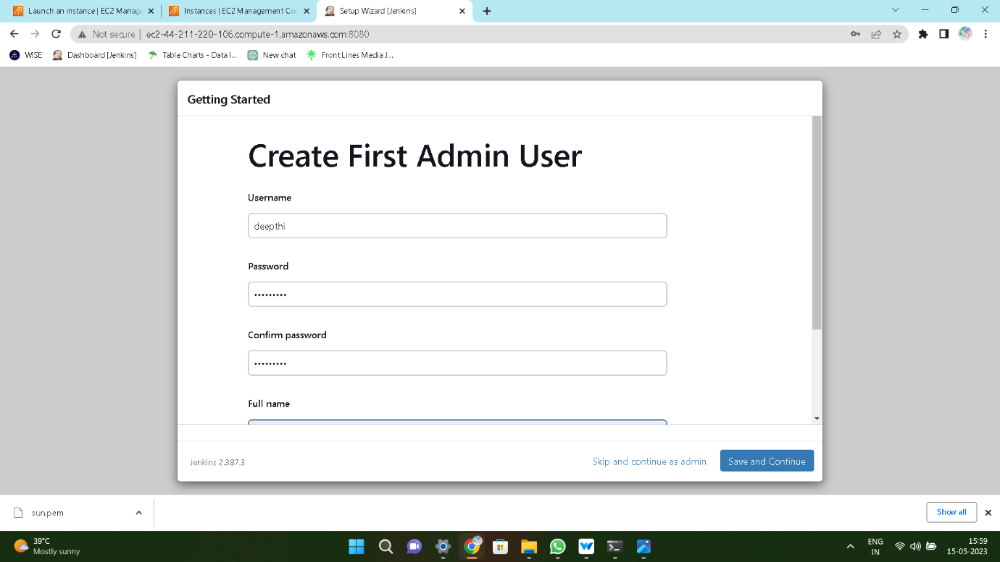 Launch an instance | EC2 Manag
Instances | EC2 Management Con
Setup Wizard [Jenkins]
Not secure | ec2-44-211-220-106.compute-1.amazonaws.com:8080
WISE
Dashboard [Jenkins]
Table Charts - Data I...
New chat
Front Lines Media J...
Getting Started
Create First Admin User
Username
deepthi
Password
•••••••••
Confirm password
•••••••••
Full name
Jenkins 2.387.3
Skip and continue as admin
Save and Continue
sun.pem
Show all
39°C
Mostly sunny
ENG
IN
15:59
15-05-2023